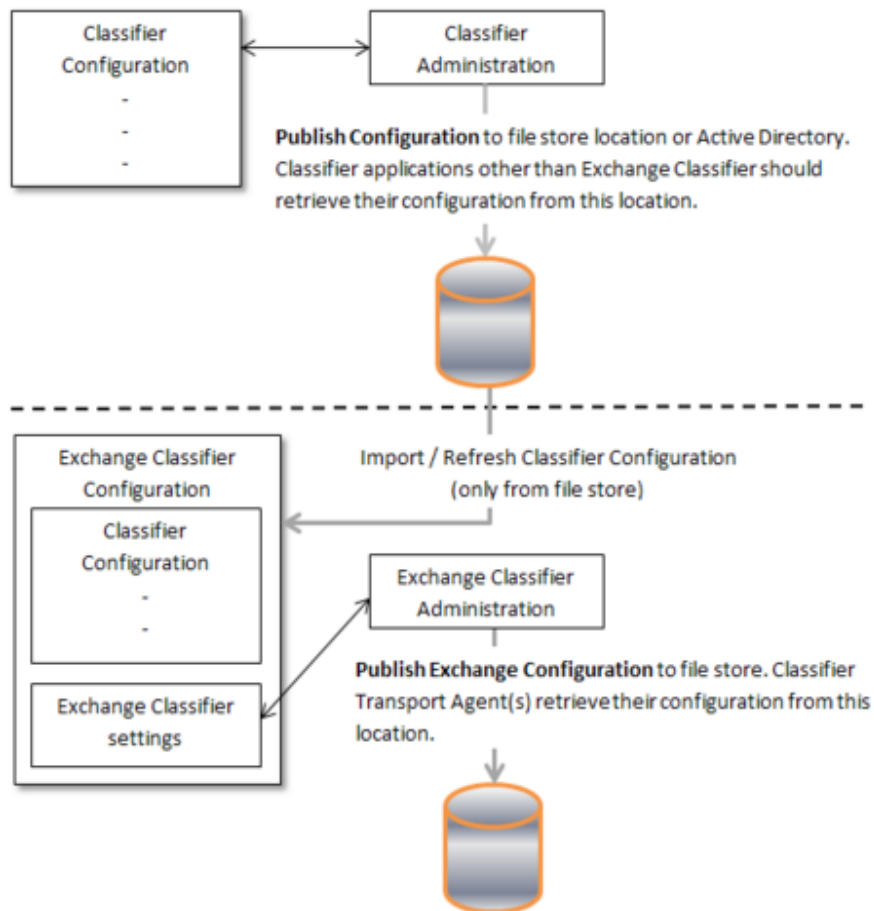 Classifier
Configuration
-
-
-
Classifier
Administration
Publish Configuration to file store location or Active Directory.
Classifier applications other than Exchange Classifier should
retrieve their configuration from this location.
Exchange Classifier
Configuration
Classifier
Configuration
-
-
Exchange Classifier
settings
Import / Refresh Classifier Configuration
(only from file store)
Exchange Classifier
Administration
Publish Exchange Configuration to file store. Classifier
Transport Agent(s) retrieve their configuration from this
location.